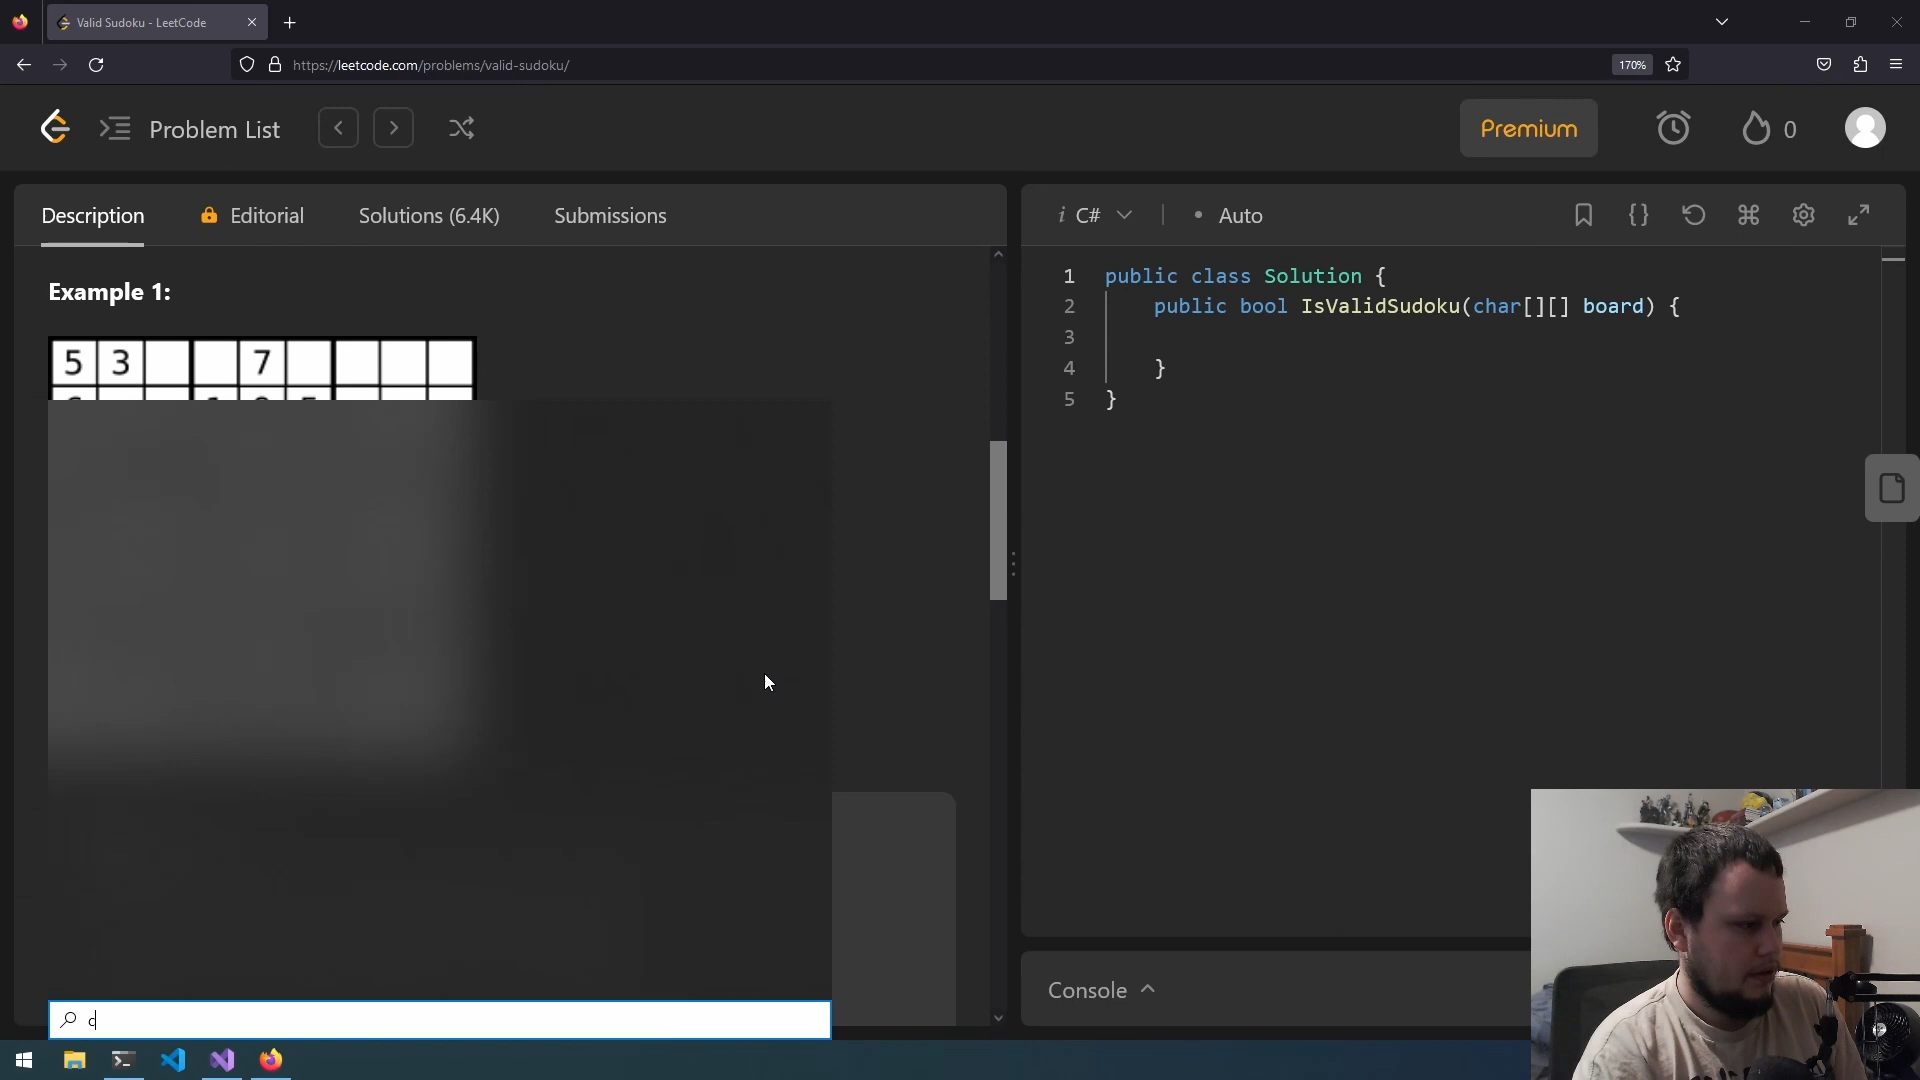 Valid Sudoku - LeetCode
https://leetcode.com/problems/valid-sudoku/
170%
Problem List
Premium
0
Description
Editorial
Solutions (6.4K)
Submissions
Example 1:
5 3 7
i C#
Auto
1 public class Solution {
2 public bool IsValidSudoku(char[][] board) {
3
4 }
5 }
Console
c